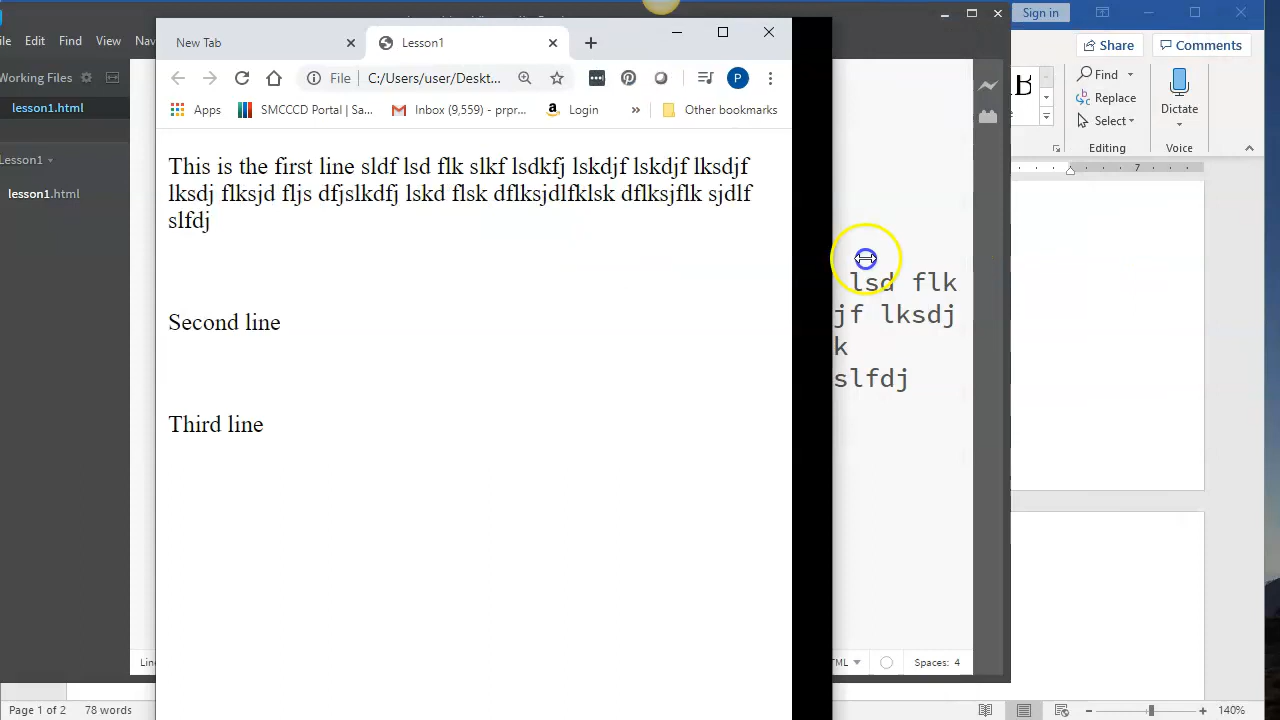 Sign in
File Edit Find View Nav
New Tab
Lesson1
Share
Comments
Working Files
File
C:/Users/user/Deskt...
P
Find
Replace
Select
Dictate
lesson1.html
Apps
SMCCCD Portal | Sa...
Inbox (9,559) - prpr...
Login
»
Other bookmarks
Editing
Voice
Lesson1
7
lesson1.html
This is the first line sldf lsd flk slkf lsdkfj lskdjf lskdjf lksdjf
lksdj flksjd fljs dfjslkdfj lskd flsk dflksjdlfklsk dflksjflk sjdlf
slfdj
Second line
Third line
lsd flk
jf lksdj
k
slfdj
Spaces: 4
Page 1 of 2
78 words
140%